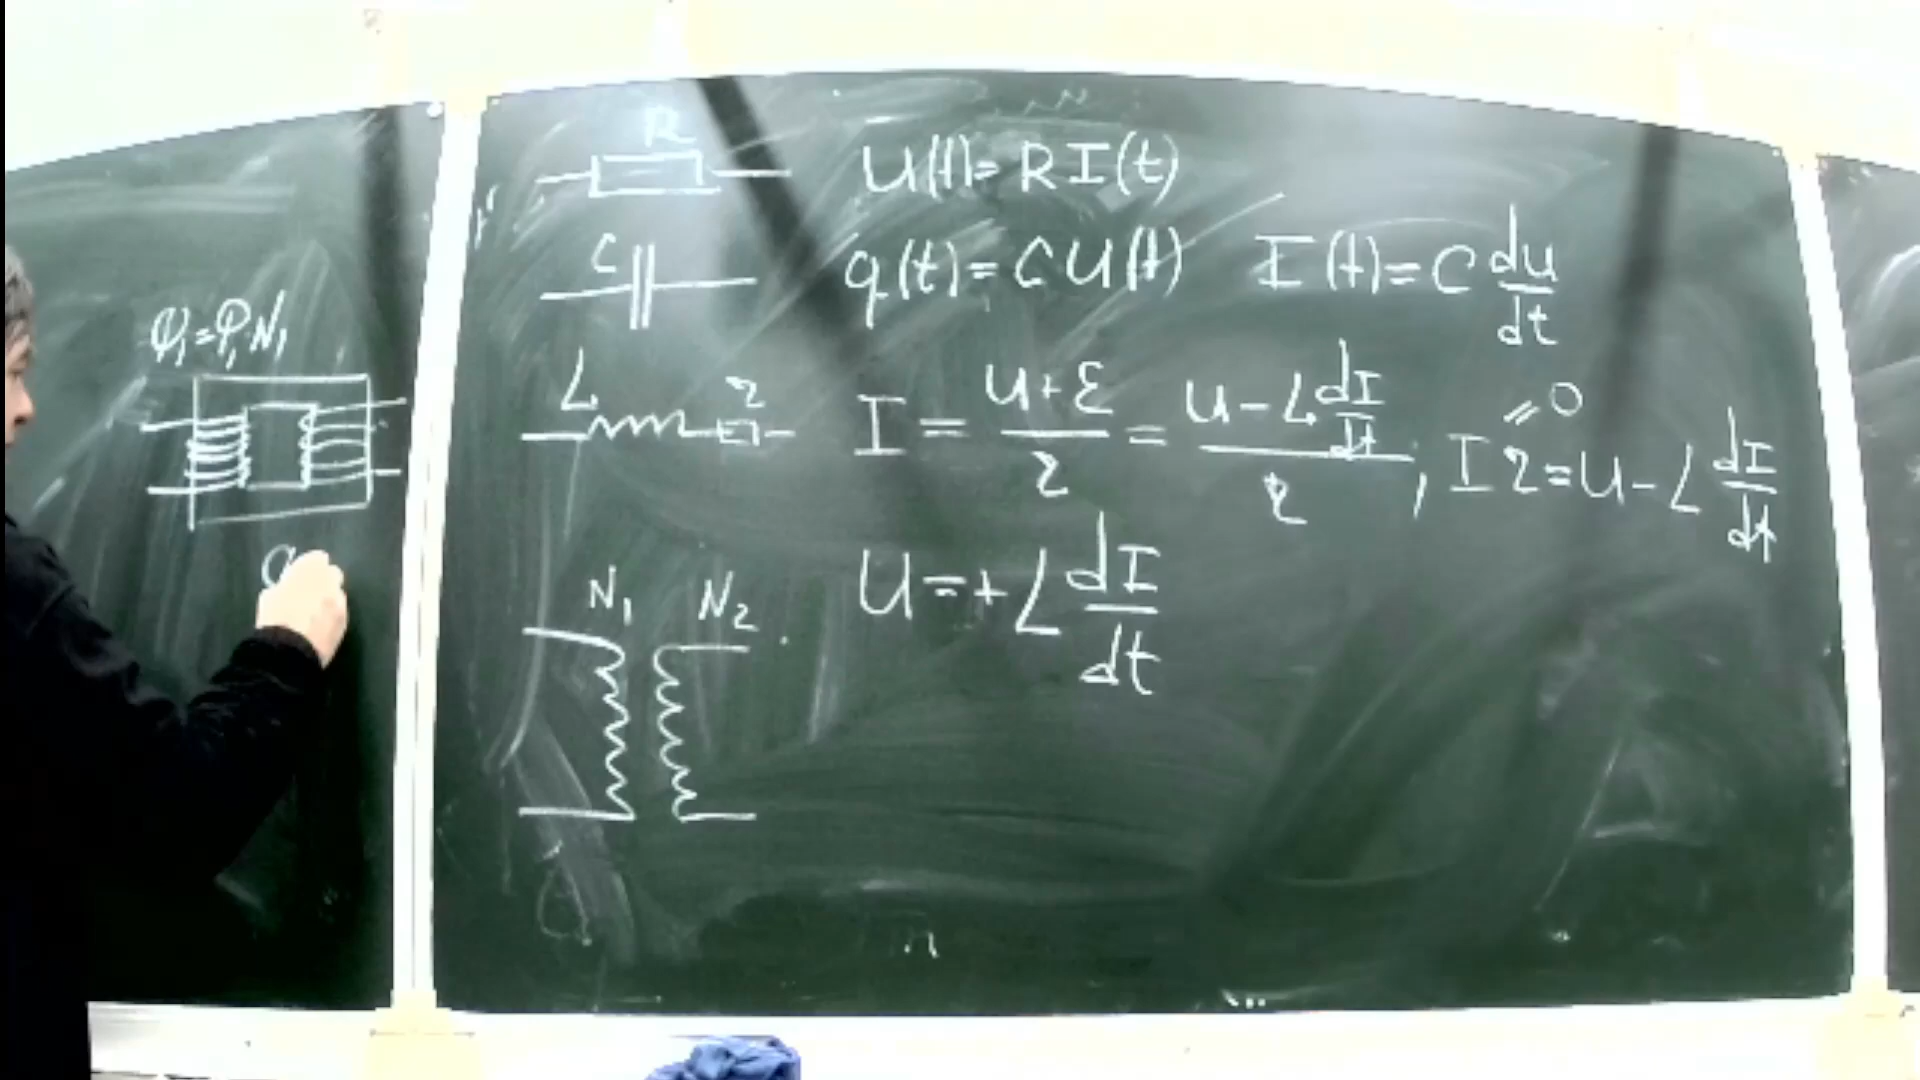 Φ₁=φ₁N₁
R
U(t)=RI(t)
C
q(t)=CU(t) I(t)=C du/dt
L r
I = (U+ε)/r = (U-L dI/dt)/r , Ir=U-L dI/dt
=0
N₁ N₂
U=+L dI/dt